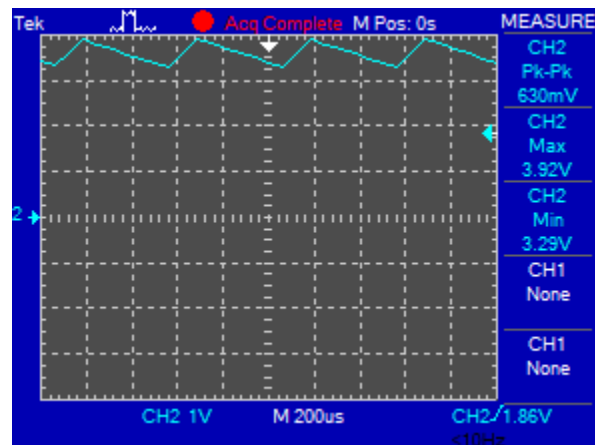 Tek Acq Complete M Pos: 0s MEASURE
CH2
Pk-Pk
630mV
CH2
Max
3.92V
CH2
Min
3.29V
CH1
None
CH1
None
2
CH2 1V M 200us CH2 1.86V
<10Hz